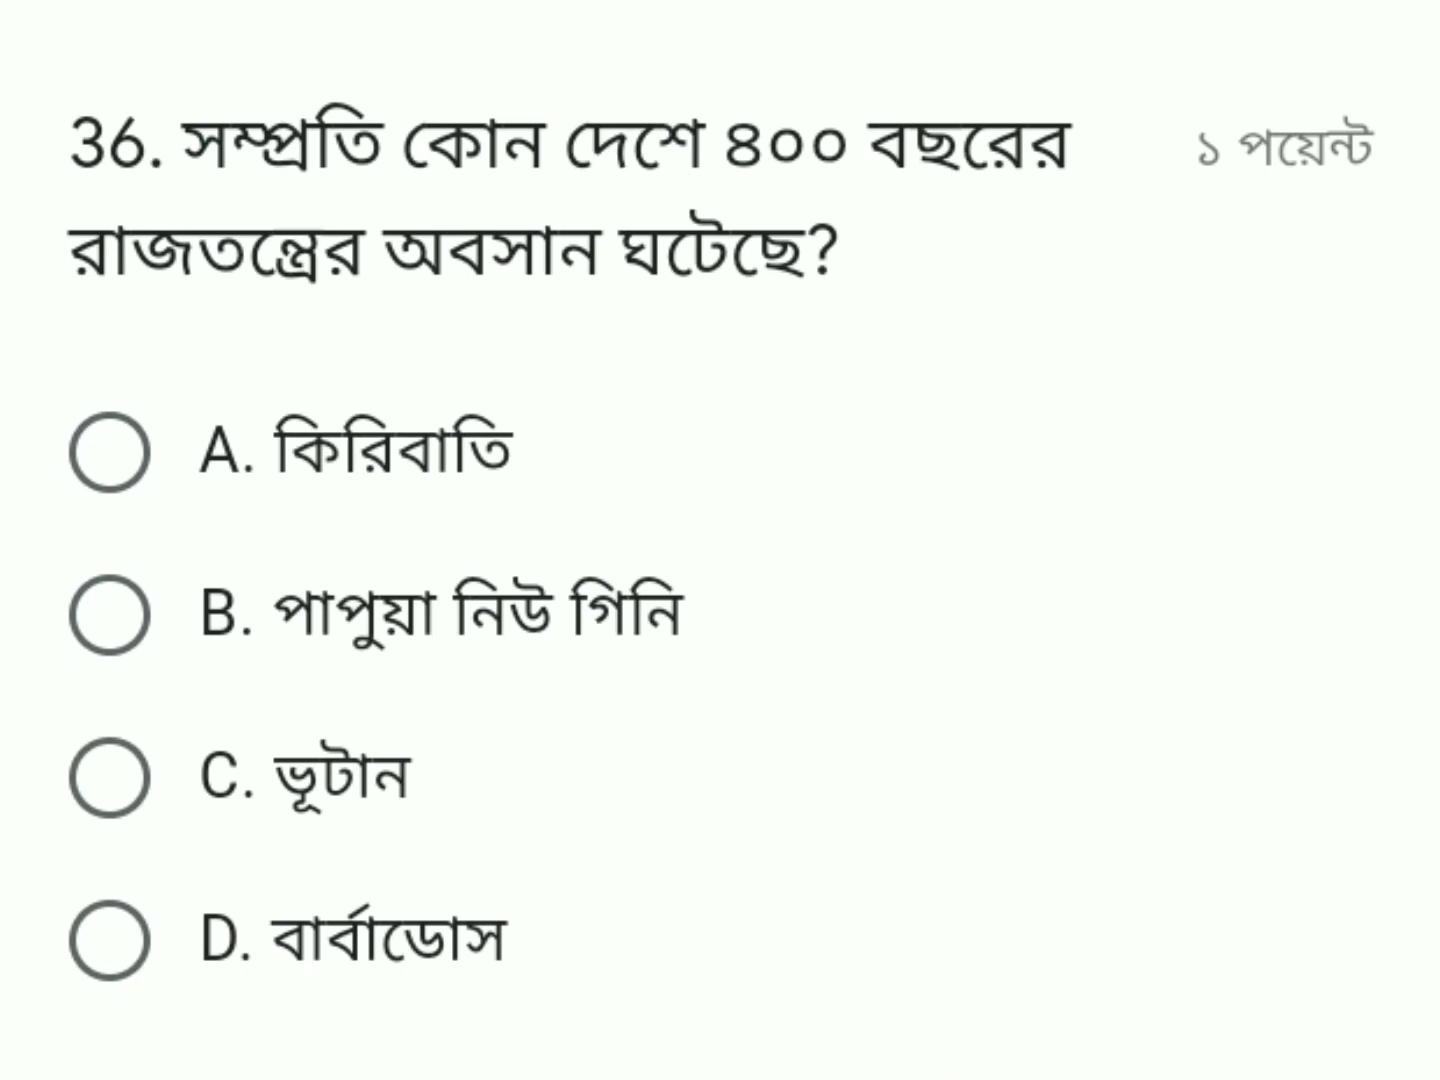 36. সম্প্রতি কোন দেশে ৪০০ বছরের
১ পয়েন্ট
রাজতন্ত্রের অবসান ঘটেছে?
A. কিরিবাতি
B. পাপুয়া নিউ গিনি
C. ভূটান
D. বার্বাডোস